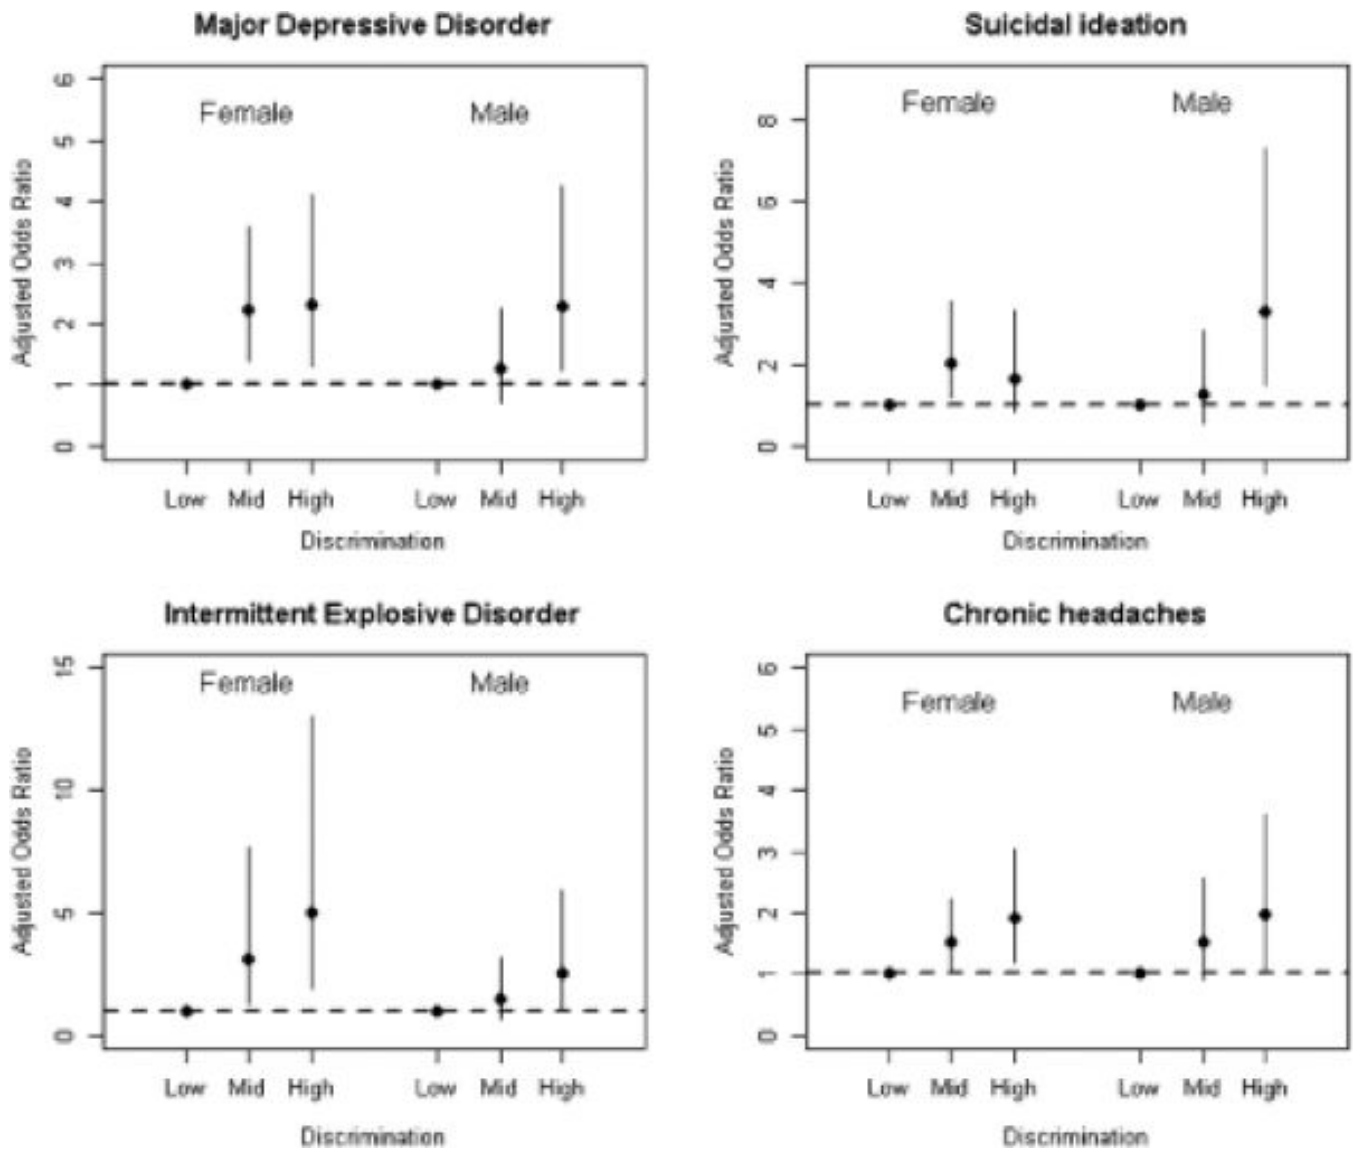 Major Depressive Disorder
Adjusted Odds Ratio
0 1 2 3 4 5 6
Female Male
Low Mid High Low Mid High
Discrimination
Suicidal ideation
Adjusted Odds Ratio
0 2 4 6 8
Female Male
Low Mid High Low Mid High
Discrimination
Intermittent Explosive Disorder
Adjusted Odds Ratio
0 5 10 15
Female Male
Low Mid High Low Mid High
Discrimination
Chronic headaches
Adjusted Odds Ratio
0 1 2 3 4 5 6
Female Male
Low Mid High Low Mid High
Discrimination